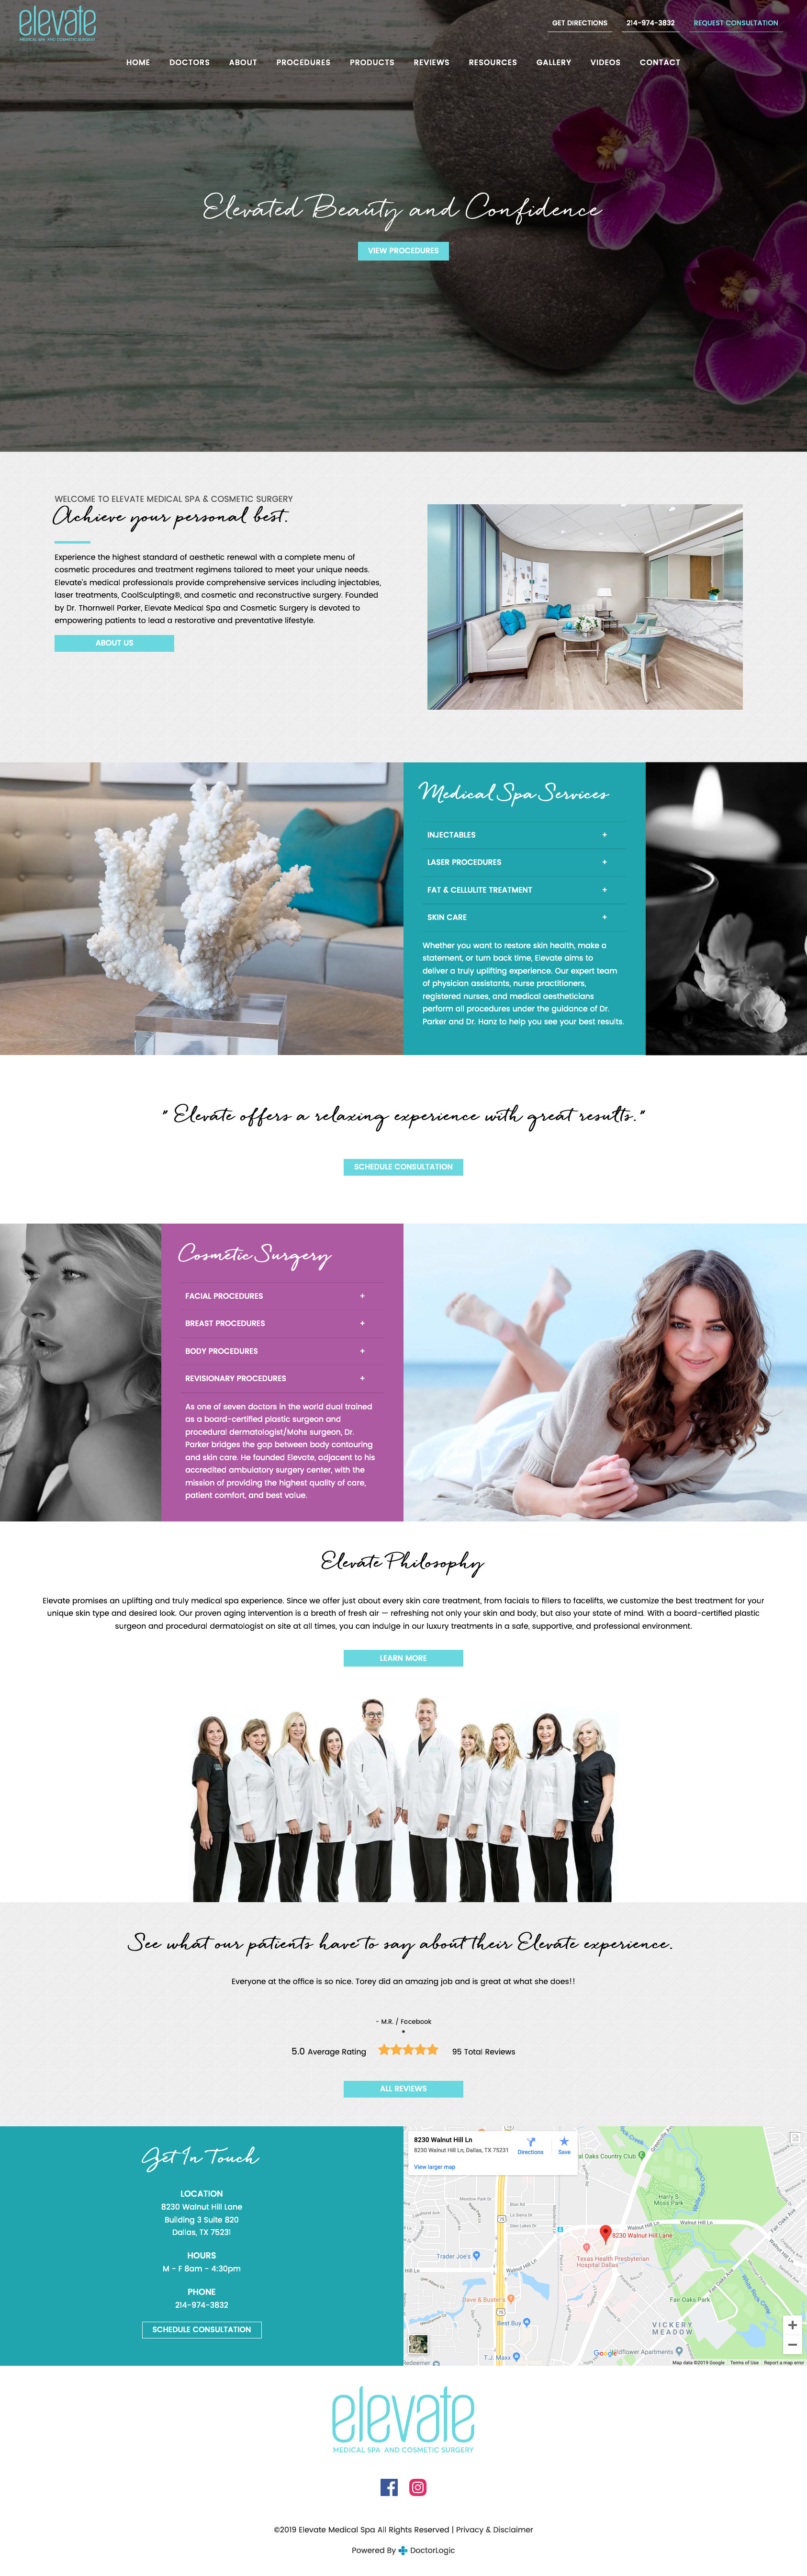 elevate
MEDICAL SPA AND COSMETIC SURGERY
GET DIRECTIONS
214-974-3832
REQUEST CONSULTATION
HOME
DOCTORS
ABOUT
PROCEDURES
PRODUCTS
REVIEWS
RESOURCES
GALLERY
VIDEOS
CONTACT
Elevated Beauty and Confidence
VIEW PROCEDURES
WELCOME TO ELEVATE MEDICAL SPA & COSMETIC SURGERY
Achieve your personal best.
Experience the highest standard of aesthetic renewal with a complete menu of
cosmetic procedures and treatment regimens tailored to meet your unique needs.
Elevate's medical professionals provide comprehensive services including injectables,
laser treatments, CoolSculpting®, and cosmetic and reconstructive surgery. Founded
by Dr. Thornwell Parker, Elevate Medical Spa and Cosmetic Surgery is devoted to
empowering patients to lead a restorative and preventative lifestyle.
ABOUT US
Medical Spa Services
INJECTABLES +
LASER PROCEDURES +
FAT & CELLULITE TREATMENT +
SKIN CARE +
Whether you want to restore skin health, make a
statement, or turn back time, Elevate aims to
deliver a truly uplifting experience. Our expert team
of physician assistants, nurse practitioners,
registered nurses, and medical aestheticians
perform all procedures under the guidance of Dr.
Parker and Dr. Hanz to help you see your best results.
" Elevate offers a relaxing experience with great results."
SCHEDULE CONSULTATION
Cosmetic Surgery
FACIAL PROCEDURES +
BREAST PROCEDURES +
BODY PROCEDURES +
REVISIONARY PROCEDURES +
As one of seven doctors in the world dual trained
as a board-certified plastic surgeon and
procedural dermatologist/Mohs surgeon, Dr.
Parker bridges the gap between body contouring
and skin care. He founded Elevate, adjacent to his
accredited ambulatory surgery center, with the
mission of providing the highest quality of care,
patient comfort, and best value.
Elevate Philosophy
Elevate promises an uplifting and truly medical spa experience. Since we offer just about every skin care treatment, from facials to fillers to facelifts, we customize the best treatment for your
unique skin type and desired look. Our proven aging intervention is a breath of fresh air — refreshing not only your skin and body, but also your state of mind. With a board-certified plastic
surgeon and procedural dermatologist on site at all times, you can indulge in our luxury treatments in a safe, supportive, and professional environment.
LEARN MORE
See what our patients have to say about their Elevate experience.
Everyone at the office is so nice. Torey did an amazing job and is great at what she does!!
- M.R. / Facebook
5.0 Average Rating
95 Total Reviews
ALL REVIEWS
Get In Touch
LOCATION
8230 Walnut Hill Lane
Building 3 Suite 820
Dallas, TX 75231
HOURS
M - F 8am - 4:30pm
PHONE
214-974-3832
SCHEDULE CONSULTATION
8230 Walnut Hill Ln
8230 Walnut Hill Ln, Dallas, TX 75231
Directions
Save
View larger map
al Oaks Country Club
Harry S.
Moss Park
Meadow Park Dr
75
Walnut Hill Ln
8230 Walnut Hill Lane
Texas Health Presbyterian
Hospital Dallas
Trader Joe's
Walnut Hill Ln
White Rock Creek
Fair Oaks Ave
Fair Oaks Park
Dave & Buster's
75
Best Buy
VICKERY
MEADOW
Google
Wildflower Apartments
T.J. Maxx
Redeemer
+
−
Map data ©2019 Google
Terms of Use
Report a map error
elevate
MEDICAL SPA AND COSMETIC SURGERY
©2019 Elevate Medical Spa All Rights Reserved | Privacy & Disclaimer
Powered By DoctorLogic